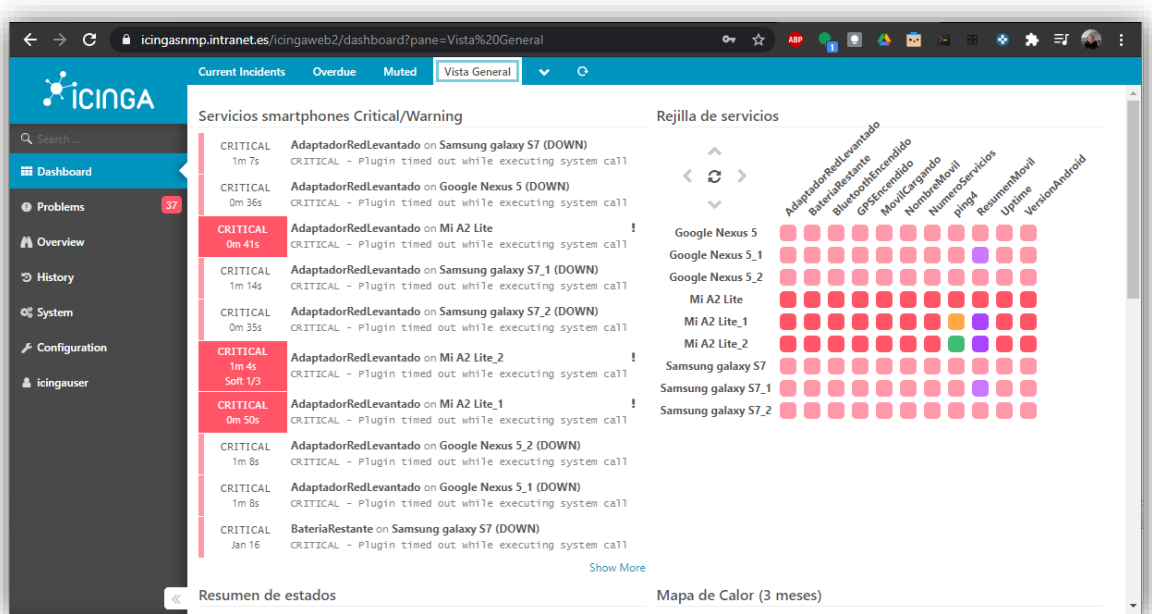 icingasnmp.intranet.es/icingaweb2/dashboard?pane=Vista%20General
ABP
1
ICINGA
Search ...
Dashboard
Problems 37
Overview
History
System
Configuration
icingauser
Current Incidents Overdue Muted Vista General
Servicios smartphones Critical/Warning
CRITICAL AdaptadorRedLevantado on Samsung galaxy S7 (DOWN)
1m 7s CRITICAL - Plugin timed out while executing system call
CRITICAL AdaptadorRedLevantado on Google Nexus 5 (DOWN)
0m 36s CRITICAL - Plugin timed out while executing system call
CRITICAL AdaptadorRedLevantado on Mi A2 Lite !
0m 41s CRITICAL - Plugin timed out while executing system call
CRITICAL AdaptadorRedLevantado on Samsung galaxy S7_1 (DOWN)
1m 14s CRITICAL - Plugin timed out while executing system call
CRITICAL AdaptadorRedLevantado on Samsung galaxy S7_2 (DOWN)
0m 35s CRITICAL - Plugin timed out while executing system call
CRITICAL
1m 4s AdaptadorRedLevantado on Mi A2 Lite_2 !
Soft 1/3 CRITICAL - Plugin timed out while executing system call
CRITICAL AdaptadorRedLevantado on Mi A2 Lite_1 !
0m 50s CRITICAL - Plugin timed out while executing system call
CRITICAL AdaptadorRedLevantado on Google Nexus 5_2 (DOWN)
1m 8s CRITICAL - Plugin timed out while executing system call
CRITICAL AdaptadorRedLevantado on Google Nexus 5_1 (DOWN)
1m 8s CRITICAL - Plugin timed out while executing system call
CRITICAL BateriaRestante on Samsung galaxy S7 (DOWN)
Jan 16 CRITICAL - Plugin timed out while executing system call
Show More
Resumen de estados
Rejilla de servicios
AdaptadorRedLevantado
BateriaRestante
BluetoothEncendido
GPSEncendido
MovilCargando
NombreMovil
NumeroServicios
ping4
ResumenMovil
Uptime
VersionAndroid
Google Nexus 5
Google Nexus 5_1
Google Nexus 5_2
Mi A2 Lite
Mi A2 Lite_1
Mi A2 Lite_2
Samsung galaxy S7
Samsung galaxy S7_1
Samsung galaxy S7_2
Mapa de Calor (3 meses)